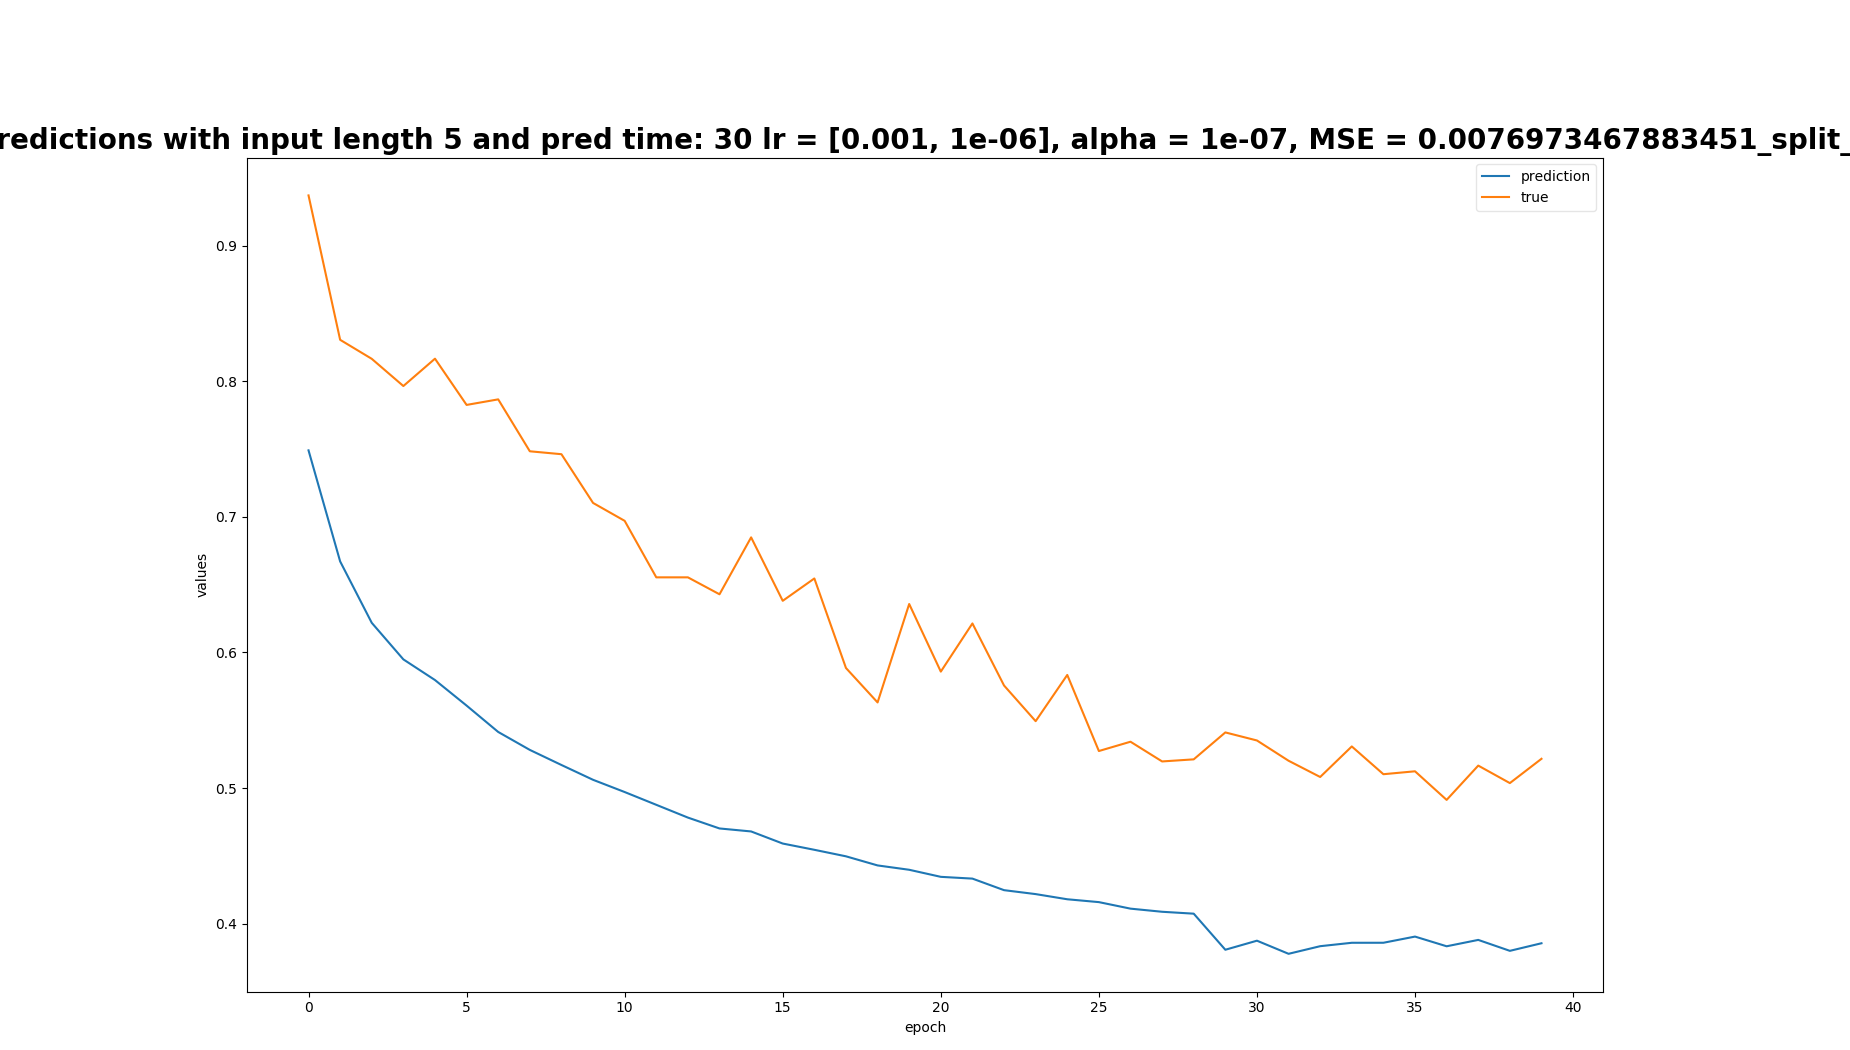 redictions with input length 5 and pred time: 30 lr = [0.001, 1e-06], alpha = 1e-07, MSE = 0.0076973467883451_split_
prediction
true
0.9
0.8
0.7
0.6
0.5
0.4
values
0 5 10 15 20 25 30 35 40
epoch